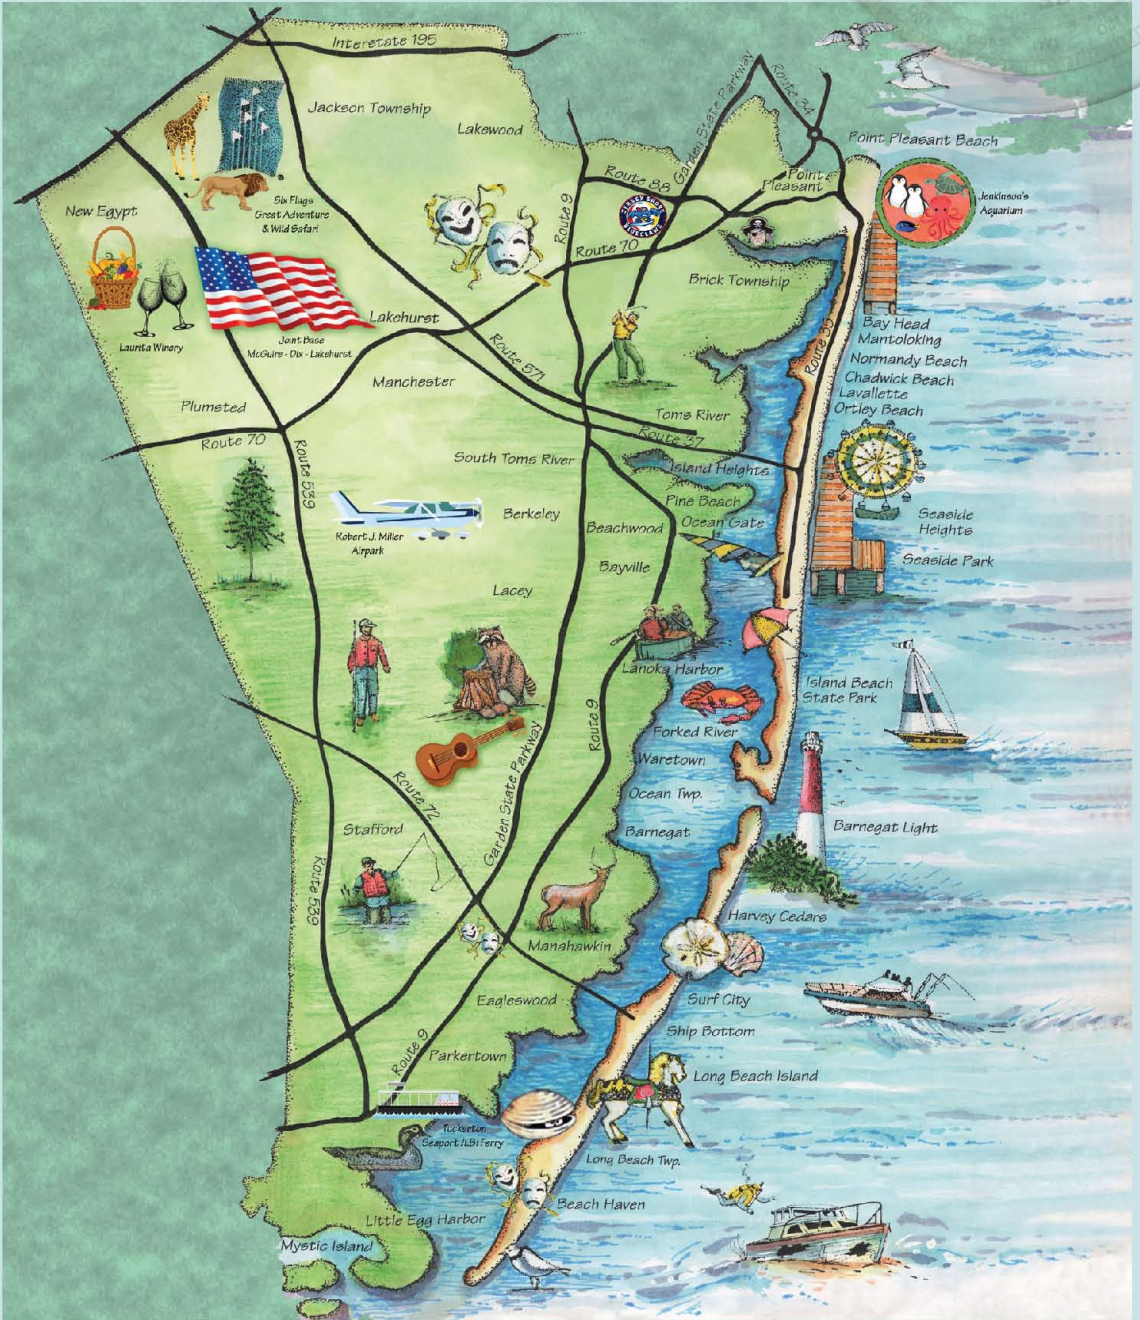 Interstate 195
Jackson Township
Lakewood
Garden State Parkway
Route 34
Point Pleasant Beach
Route 88
Point
Pleasant
Jenkinson's
Aquarium
New Egypt
Six Flags
Great Adventure
& Wild Safari
JERSEY SHORE
BLUECLAWS
Route 9
Route 70
Brick Township
Lakehurst
Laurita Winery
Joint Base
McGuire - Dix - Lakehurst
Route 571
Route 35
Bay Head
Mantoloking
Normandy Beach
Chadwick Beach
Lavallette
Ortley Beach
Manchester
Plumsted
Toms River
Route 70
Route 37
Route 539
South Toms River
Island Heights
Pine Beach
Ocean Gate
Berkeley
Beachwood
Robert J. Miller
Airpark
Seaside
Heights
Seaside Park
Bayville
Lacey
Lanoka Harbor
Island Beach
State Park
Forked River
Route 9
Waretown
Garden State Parkway
Route 72
Ocean Twp.
Stafford
Barnegat
Barnegat Light
Route 539
Harvey Cedars
Manahawkin
Eagleswood
Surf City
Ship Bottom
Route 9
Parkertown
Long Beach Island
Tuckerton
Seaport /LBI Ferry
Long Beach Twp.
Beach Haven
Little Egg Harbor
Mystic Island